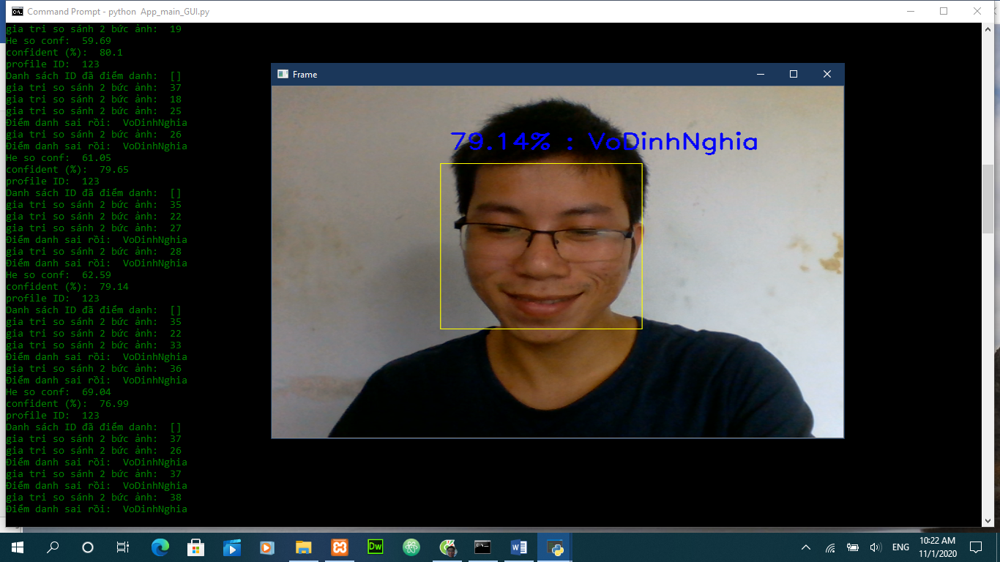 Command Prompt - python  App_main_GUI.py
gia tri so sánh 2 bức ảnh:  19
He so conf:  59.69
confident (%):  80.1
profile ID:  123
Danh sách ID đã điểm danh:  []
gia tri so sánh 2 bức ảnh:  37
gia tri so sánh 2 bức ảnh:  18
gia tri so sánh 2 bức ảnh:  25
Điểm danh sai rồi:  VoDinhNghia
gia tri so sánh 2 bức ảnh:  26
Điểm danh sai rồi:  VoDinhNghia
He so conf:  61.05
confident (%):  79.65
profile ID:  123
Danh sách ID đã điểm danh:  []
gia tri so sánh 2 bức ảnh:  35
gia tri so sánh 2 bức ảnh:  22
gia tri so sánh 2 bức ảnh:  27
Điểm danh sai rồi:  VoDinhNghia
gia tri so sánh 2 bức ảnh:  28
Điểm danh sai rồi:  VoDinhNghia
He so conf:  62.59
confident (%):  79.14
profile ID:  123
Danh sách ID đã điểm danh:  []
gia tri so sánh 2 bức ảnh:  35
gia tri so sánh 2 bức ảnh:  22
gia tri so sánh 2 bức ảnh:  33
Điểm danh sai rồi:  VoDinhNghia
gia tri so sánh 2 bức ảnh:  36
Điểm danh sai rồi:  VoDinhNghia
He so conf:  69.04
confident (%):  76.99
profile ID:  123
Danh sách ID đã điểm danh:  []
gia tri so sánh 2 bức ảnh:  37
gia tri so sánh 2 bức ảnh:  26
Điểm danh sai rồi:  VoDinhNghia
gia tri so sánh 2 bức ảnh:  37
Điểm danh sai rồi:  VoDinhNghia
gia tri so sánh 2 bức ảnh:  38
Điểm danh sai rồi:  VoDinhNghia
Frame
79.14% : VoDinhNghia
Dw
ENG
10:22 AM
11/1/2020